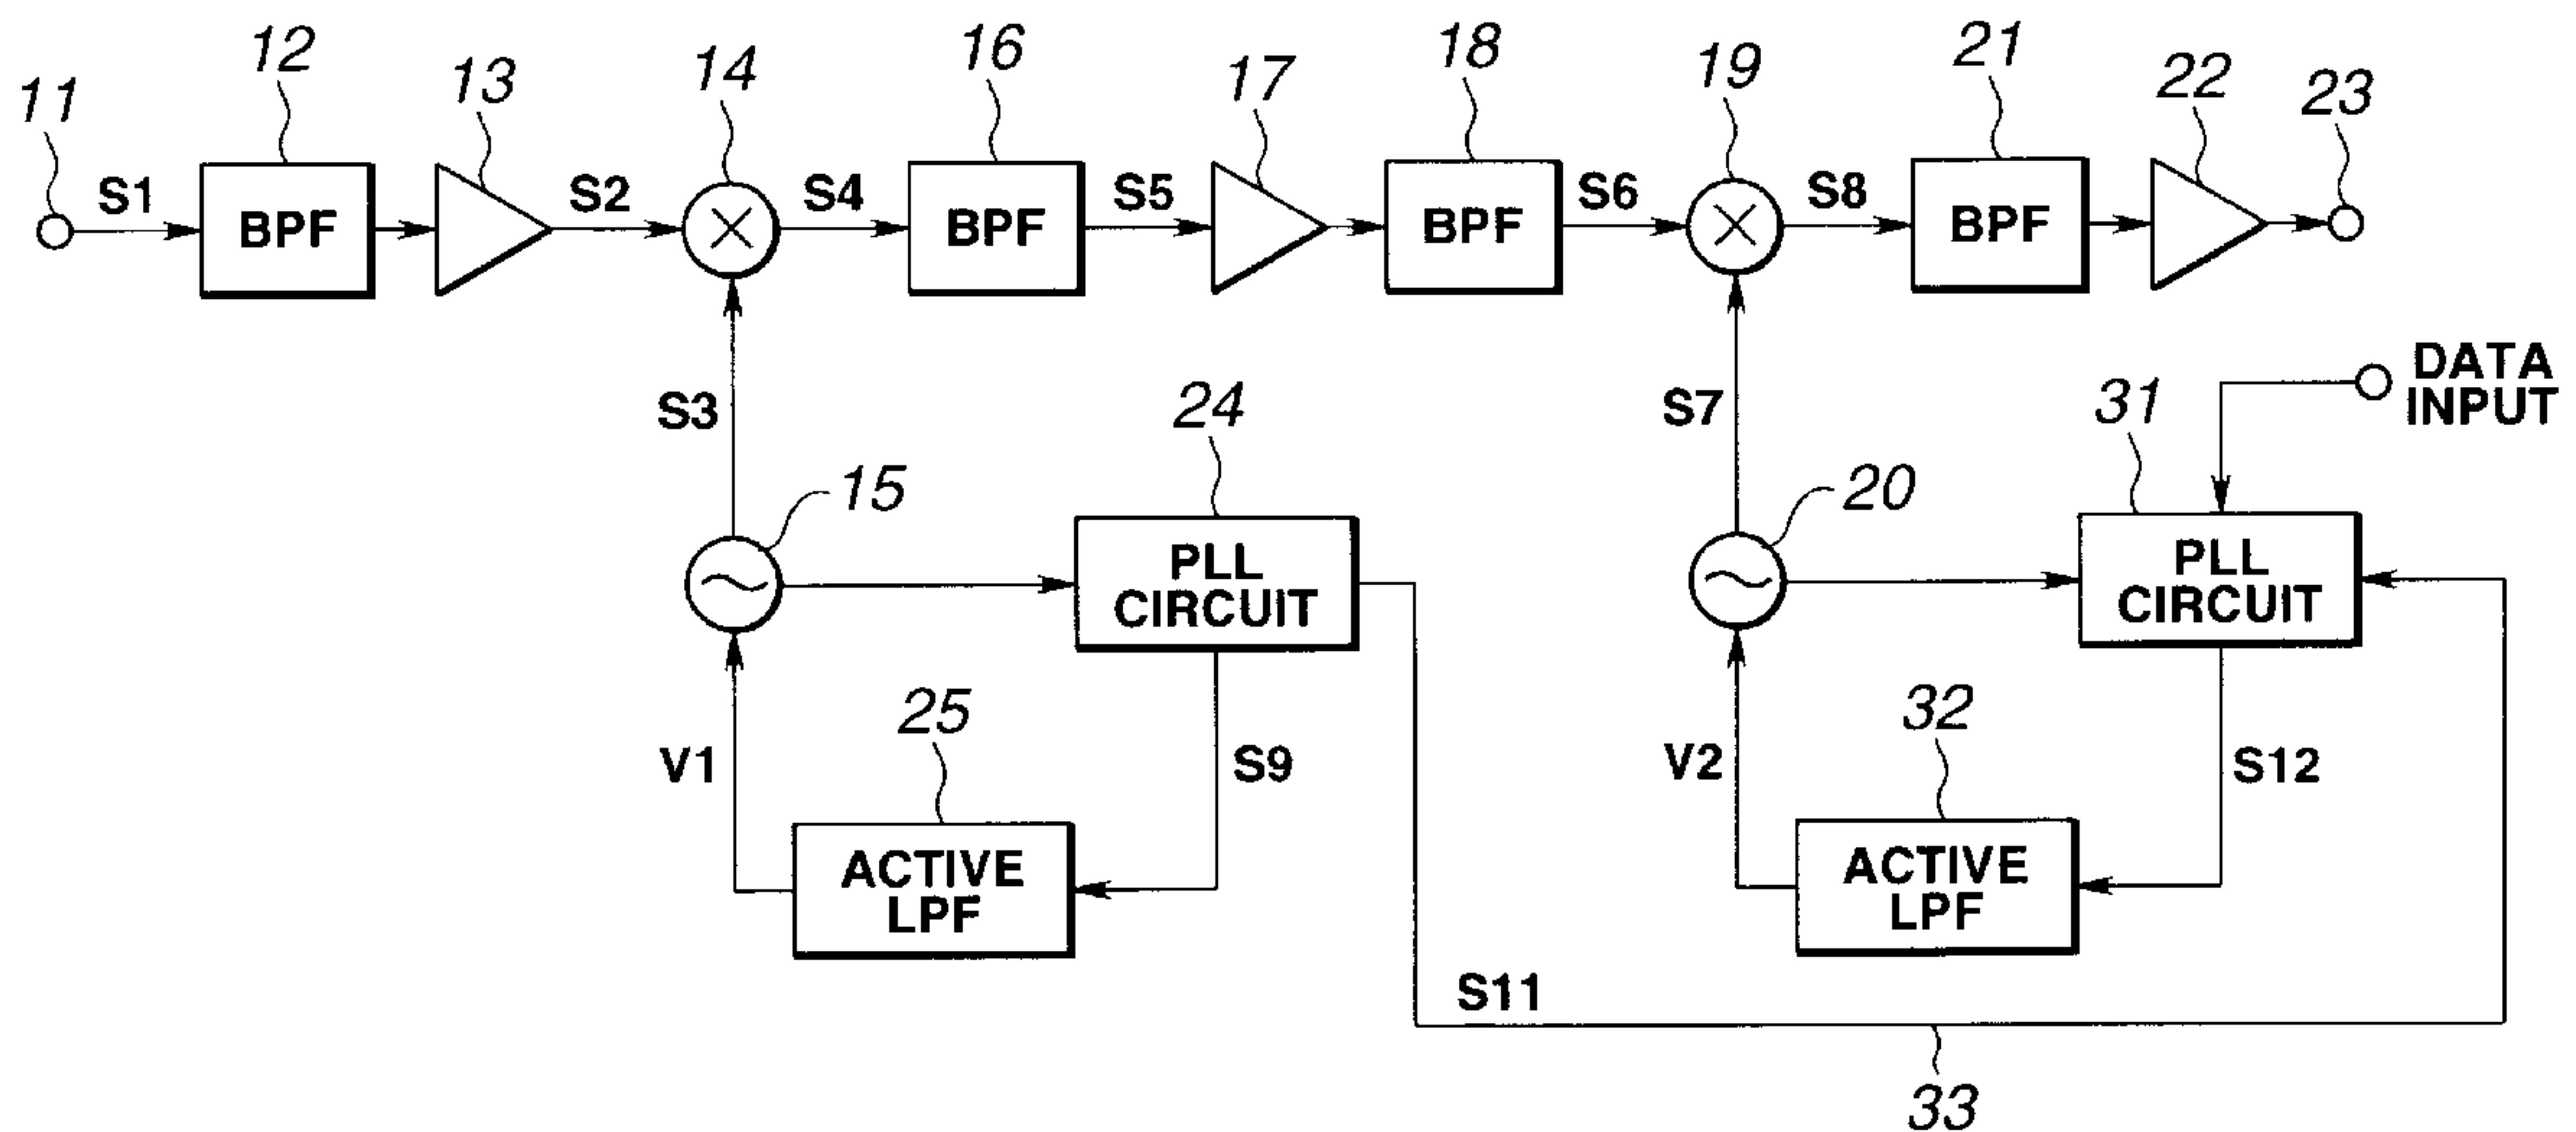 11
12
13
14
16
17
18
19
21
22
23
S1
BPF
S2
S4
BPF
S5
BPF
S6
S8
BPF
S3
24
S7
31
DATA
INPUT
15
PLL
CIRCUIT
20
PLL
CIRCUIT
V1
25
S9
V2
32
S12
ACTIVE
LPF
ACTIVE
LPF
S11
33